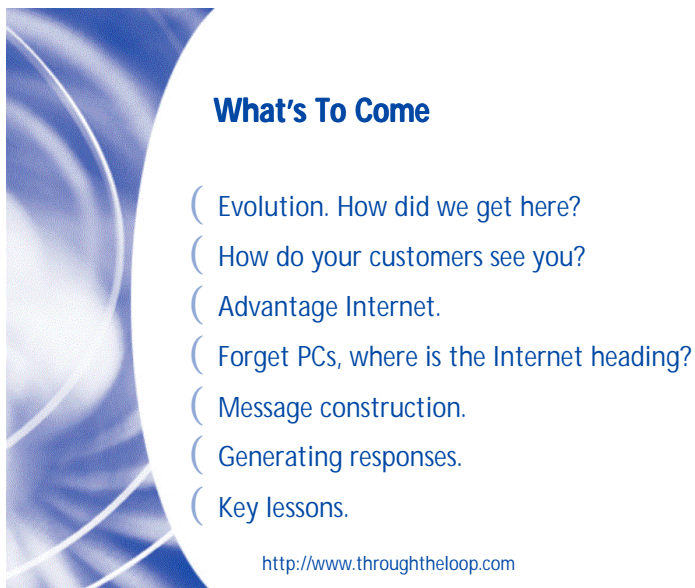 What's To Come
( Evolution. How did we get here?
( How do your customers see you?
( Advantage Internet.
( Forget PCs, where is the Internet heading?
( Message construction.
( Generating responses.
( Key lessons.
http://www.throughtheloop.com